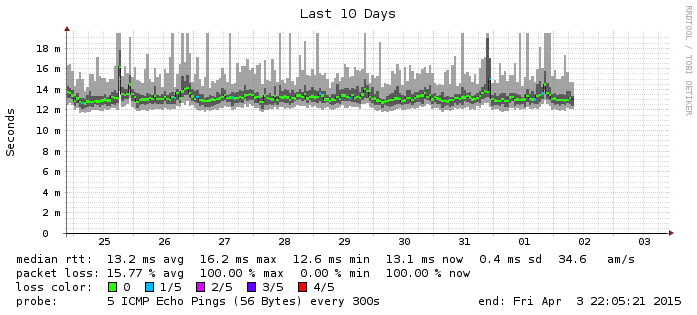 Last 10 Days
RRDTOOL / TOBI OETIKER
Seconds
18 m
16 m
14 m
12 m
10 m
8 m
6 m
4 m
2 m
0
25 26 27 28 29 30 31 01 02 03
median rtt: 13.2 ms avg 16.2 ms max 12.6 ms min 13.1 ms now 0.4 ms sd 34.6 am/s
packet loss: 15.77 % avg 100.00 % max 0.00 % min 100.00 % now
loss color: 0 1/5 2/5 3/5 4/5
probe: 5 ICMP Echo Pings (56 Bytes) every 300s end: Fri Apr 3 22:05:21 2015